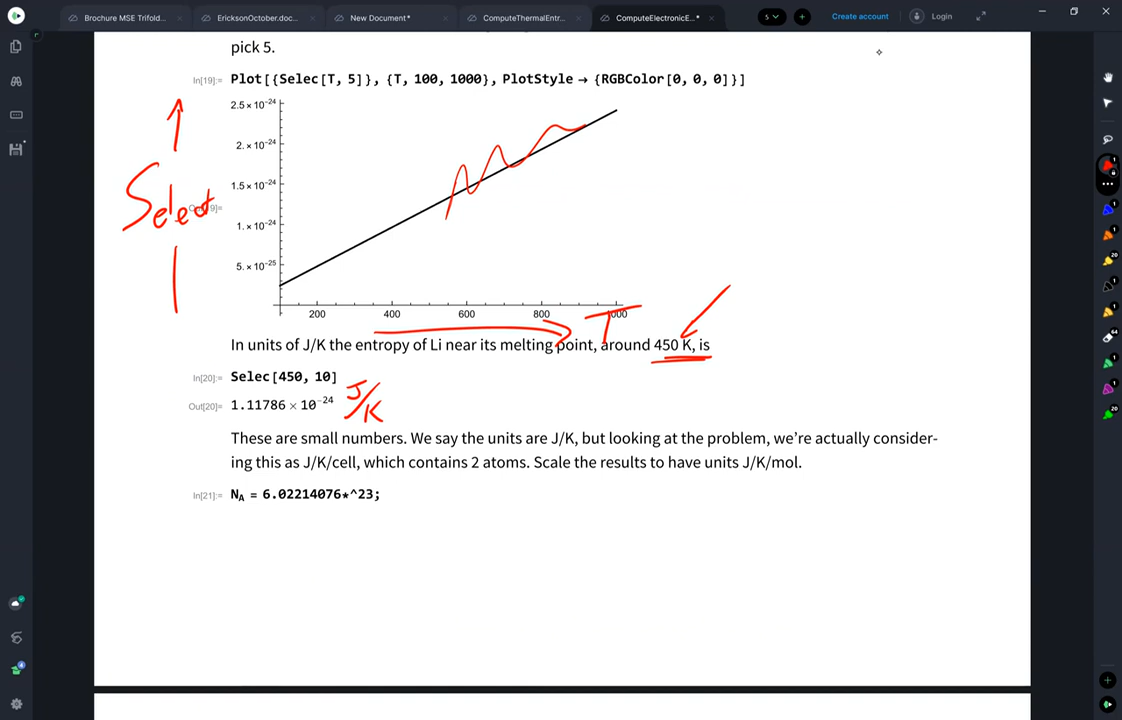 Brochure MSE Trifold...
EricksonOctober.doc...
New Document*
ComputeThermalEntr...
ComputeElectronicE...*
5
Create account
Login
pick 5.
In[19]:= Plot[{Selec[T, 5]}, {T, 100, 1000}, PlotStyle → {RGBColor[0, 0, 0]}]
2.5 × 10^-24
2. × 10^-24
1.5 × 10^-24
1. × 10^-24
5. × 10^-25
Select
200 400 600 800 1000
T
In units of J/K the entropy of Li near its melting point, around 450 K, is
In[20]:= Selec[450, 10]
Out[20]= 1.11786 × 10^-24 J/K
These are small numbers. We say the units are J/K, but looking at the problem, we're actually consider-
ing this as J/K/cell, which contains 2 atoms. Scale the results to have units J/K/mol.
In[21]:= N_A = 6.02214076*^23;